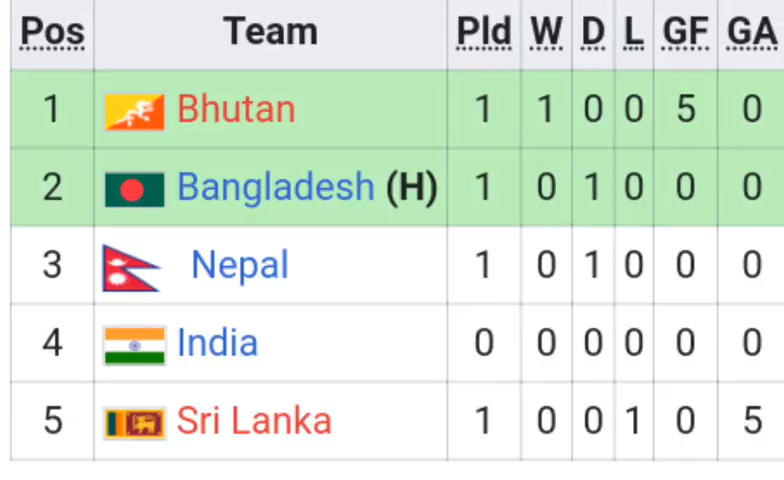 Pos Team Pld W D L GF GA
1 Bhutan 1 1 0 0 5 0
2 Bangladesh (H) 1 0 1 0 0 0
3 Nepal 1 0 1 0 0 0
4 India 0 0 0 0 0 0
5 Sri Lanka 1 0 0 1 0 5